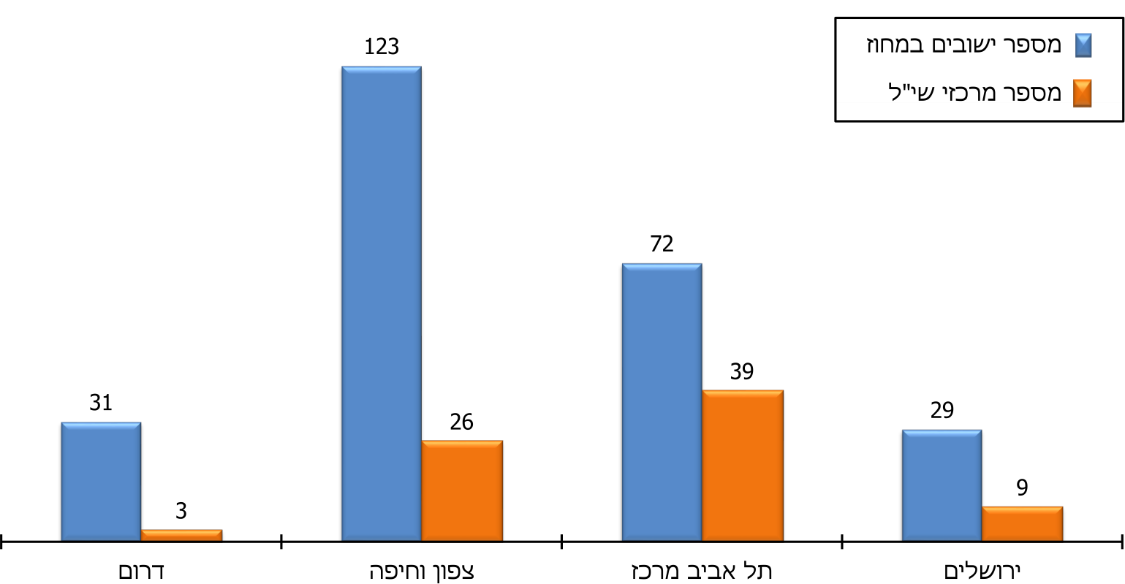 מספר ישובים במחוז
מספר מרכזי שי"ל
123
72
39
31
29
26
9
3
ירושלים
תל אביב מרכז
צפון וחיפה
דרום